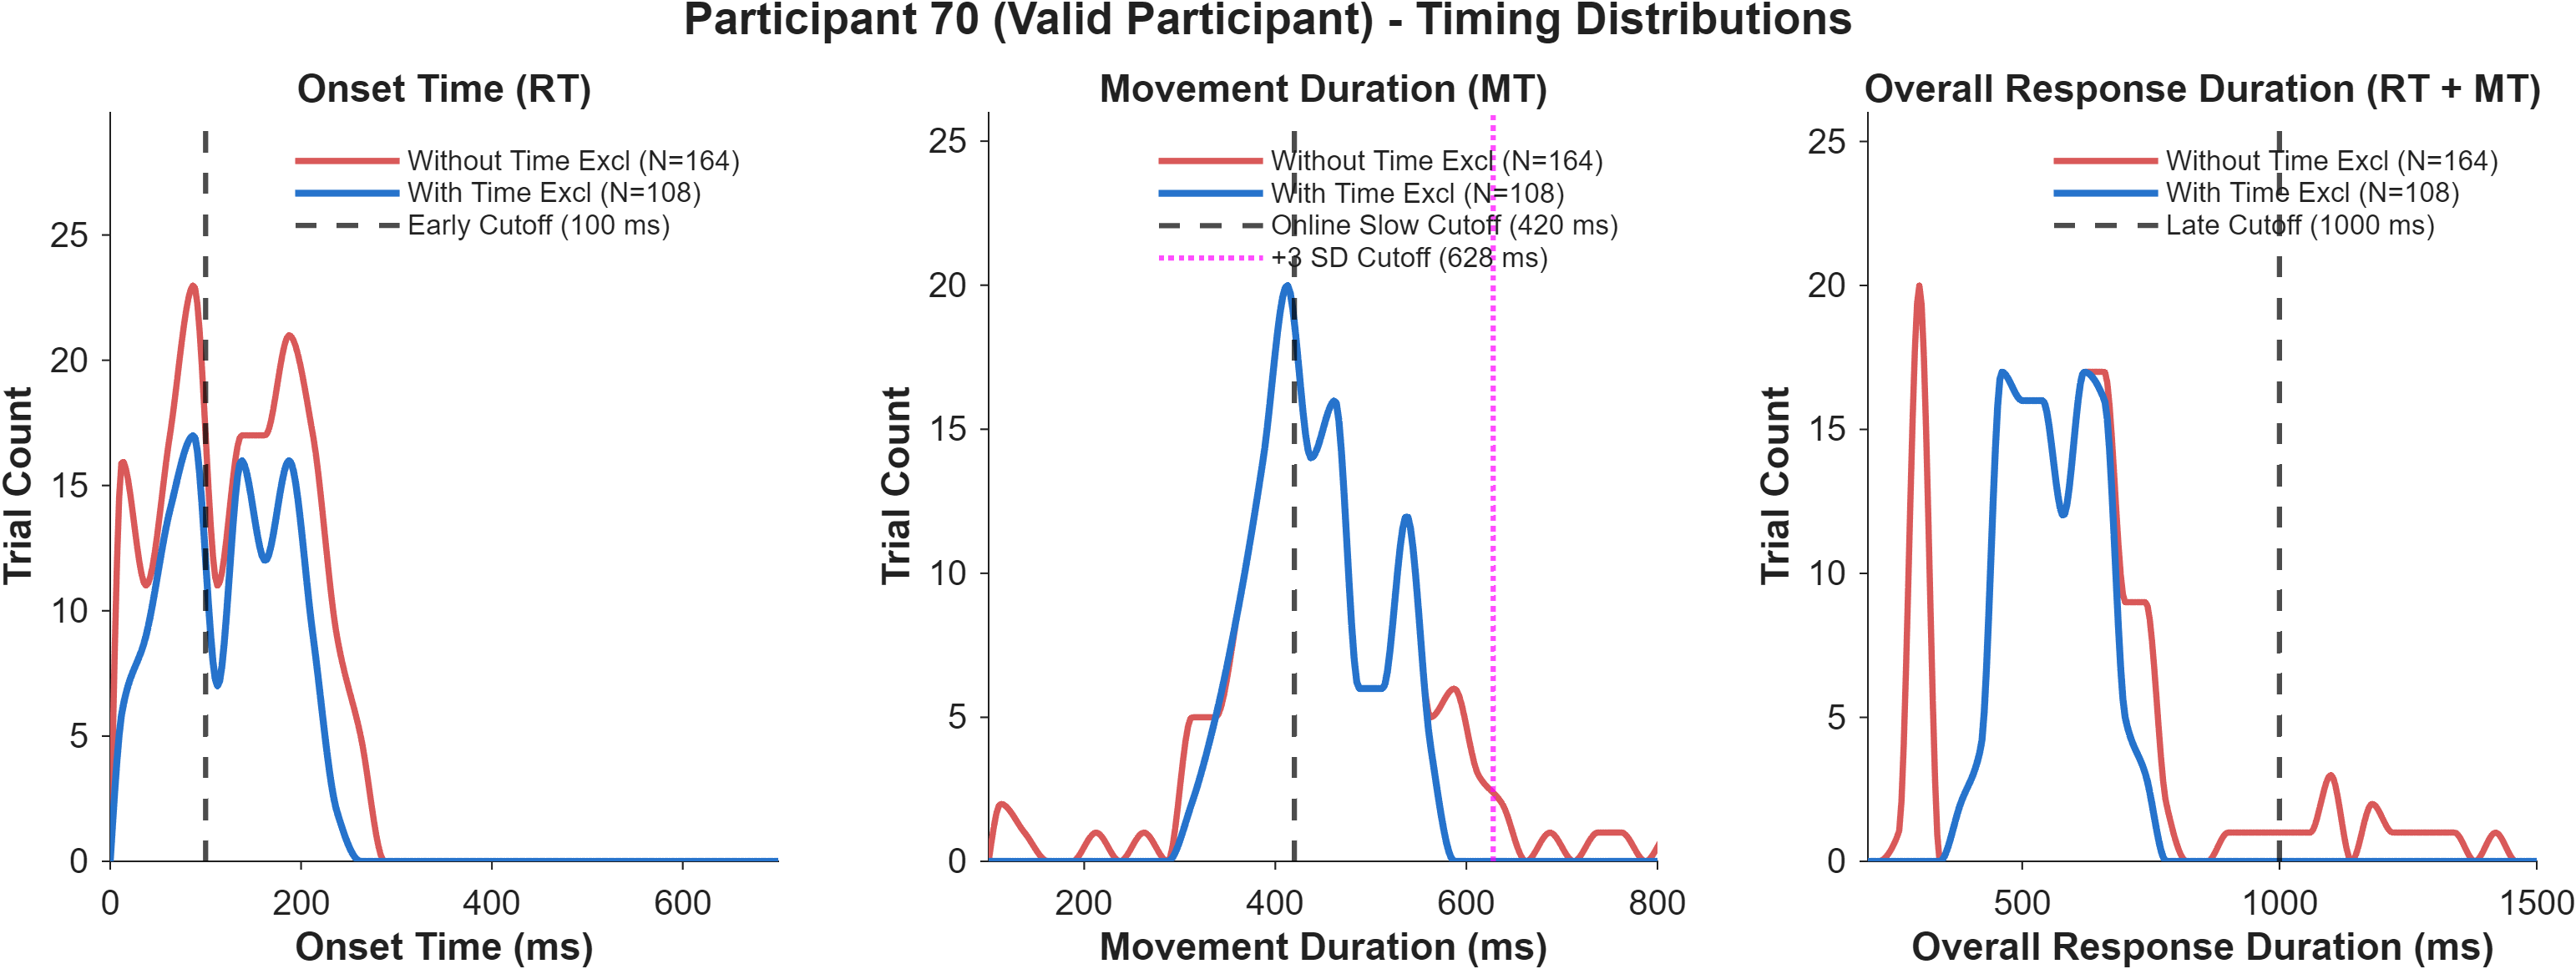 Participant 70 (Valid Participant) - Timing Distributions
Onset Time (RT)
Without Time Excl (N=164)
With Time Excl (N=108)
Early Cutoff (100 ms)
Trial Count
25
20
15
10
5
0
0 200 400 600
Onset Time (ms)
Movement Duration (MT)
Without Time Excl (N=164)
With Time Excl (N=108)
Online Slow Cutoff (420 ms)
+3 SD Cutoff (628 ms)
Trial Count
25
20
15
10
5
0
200 400 600 800
Movement Duration (ms)
Overall Response Duration (RT + MT)
Without Time Excl (N=164)
With Time Excl (N=108)
Late Cutoff (1000 ms)
Trial Count
25
20
15
10
5
0
500 1000 1500
Overall Response Duration (ms)